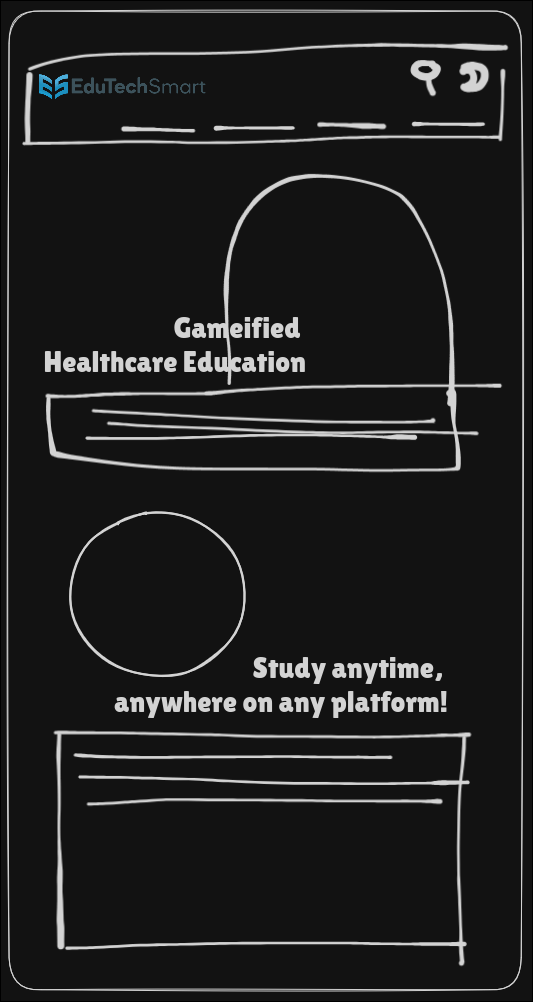 EduTechSmart
Gameified
Healthcare Education
Study anytime,
anywhere on any platform!